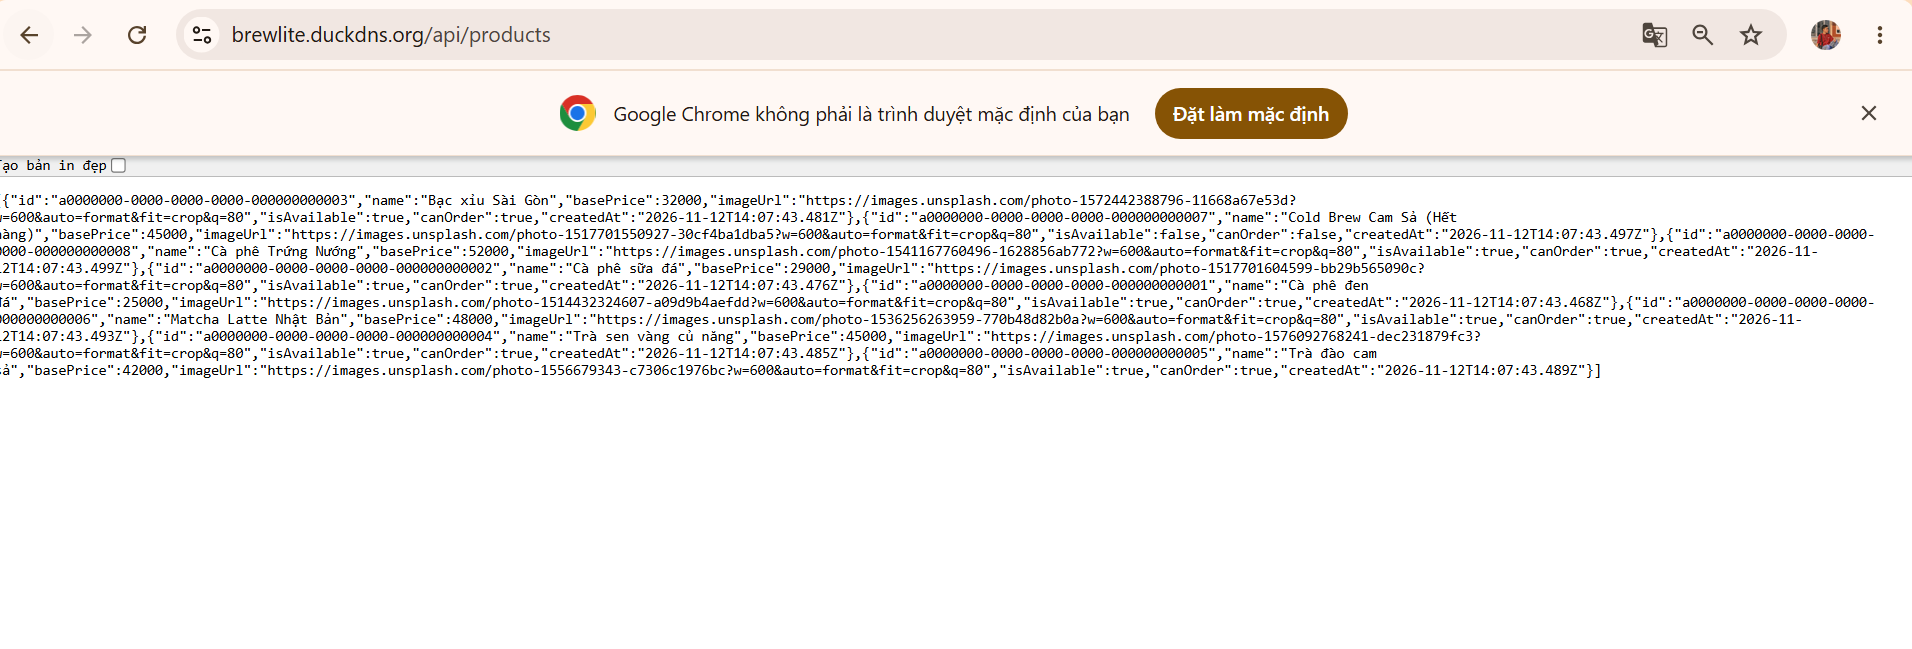 brewlite.duckdns.org/api/products
Google Chrome không phải là trình duyệt mặc định của bạn
Đặt làm mặc định
Tạo bản in đẹp
[{"id":"a0000000-0000-0000-0000-000000000003","name":"Bạc xỉu Sài Gòn","basePrice":32000,"imageUrl":"https://images.unsplash.com/photo-1572442388796-11668a67e53d?
w=600&auto=format&fit=crop&q=80","isAvailable":true,"canOrder":true,"createdAt":"2026-11-12T14:07:43.481Z"},{"id":"a0000000-0000-0000-0000-000000000007","name":"Cold Brew Cam Sả (Hết
hàng)","basePrice":45000,"imageUrl":"https://images.unsplash.com/photo-1517701550927-30cf4ba1dba5?w=600&auto=format&fit=crop&q=80","isAvailable":false,"canOrder":false,"createdAt":"2026-11-12T14:07:43.497Z"},{"id":"a0000000-0000-0000-
0000-000000000008","name":"Cà phê Trứng Nướng","basePrice":52000,"imageUrl":"https://images.unsplash.com/photo-1541167760496-1628856ab772?w=600&auto=format&fit=crop&q=80","isAvailable":true,"canOrder":true,"createdAt":"2026-11-
12T14:07:43.499Z"},{"id":"a0000000-0000-0000-0000-000000000002","name":"Cà phê sữa đá","basePrice":29000,"imageUrl":"https://images.unsplash.com/photo-1517701604599-bb29b565090c?
w=600&auto=format&fit=crop&q=80","isAvailable":true,"canOrder":true,"createdAt":"2026-11-12T14:07:43.476Z"},{"id":"a0000000-0000-0000-0000-000000000001","name":"Cà phê đen
đá","basePrice":25000,"imageUrl":"https://images.unsplash.com/photo-1514432324607-a09d9b4aefdd?w=600&auto=format&fit=crop&q=80","isAvailable":true,"canOrder":true,"createdAt":"2026-11-12T14:07:43.468Z"},{"id":"a0000000-0000-0000-0000-
000000000006","name":"Matcha Latte Nhật Bản","basePrice":48000,"imageUrl":"https://images.unsplash.com/photo-1536256263959-770b48d82b0a?w=600&auto=format&fit=crop&q=80","isAvailable":true,"canOrder":true,"createdAt":"2026-11-
12T14:07:43.493Z"},{"id":"a0000000-0000-0000-0000-000000000004","name":"Trà sen vàng củ năng","basePrice":45000,"imageUrl":"https://images.unsplash.com/photo-1576092768241-dec231879fc3?
w=600&auto=format&fit=crop&q=80","isAvailable":true,"canOrder":true,"createdAt":"2026-11-12T14:07:43.485Z"},{"id":"a0000000-0000-0000-0000-000000000005","name":"Trà đào cam
sả","basePrice":42000,"imageUrl":"https://images.unsplash.com/photo-1556679343-c7306c1976bc?w=600&auto=format&fit=crop&q=80","isAvailable":true,"canOrder":true,"createdAt":"2026-11-12T14:07:43.489Z"}]